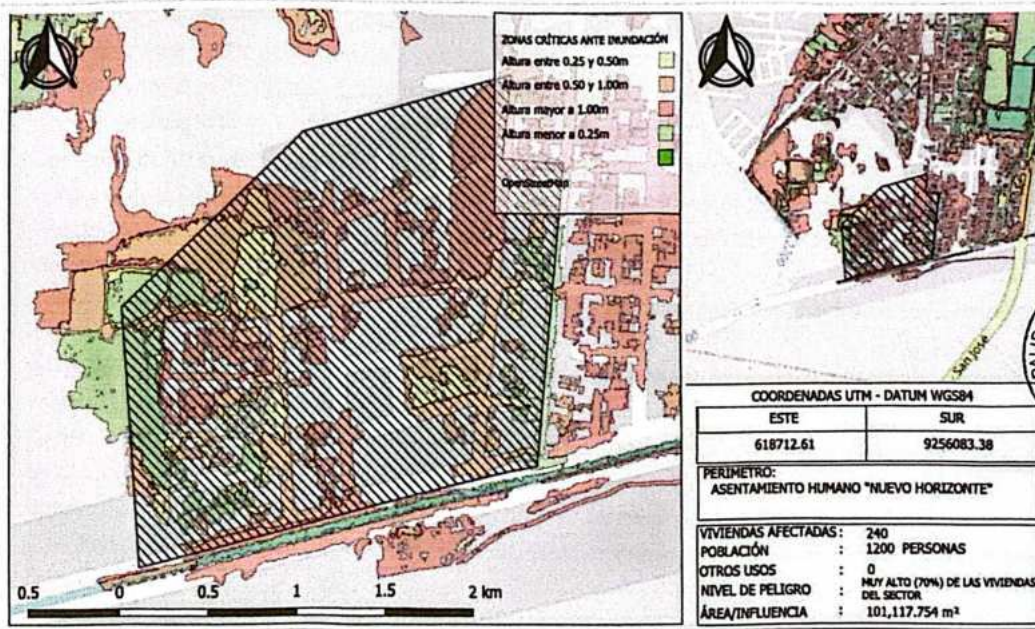 ZONAS CRÍTICAS ANTE INUNDACIÓN
Altura entre 0.25 y 0.50m
Altura entre 0.50 y 1.00m
Altura mayor a 1.00m
Altura menor a 0.25m
OpenStreetMap
0.5 0 0.5 1 1.5 2 km
San José
COORDENADAS UTM - DATUM WGS84
ESTE SUR
618712.61 9256083.38
PERIMETRO:
ASENTAMIENTO HUMANO "NUEVO HORIZONTE"
VIVIENDAS AFECTADAS : 240
POBLACIÓN : 1200 PERSONAS
OTROS USOS : 0
NIVEL DE PELIGRO : MUY ALTO (70%) DE LAS VIVIENDAS
DEL SECTOR
ÁREA/INFLUENCIA : 101,117.754 m²